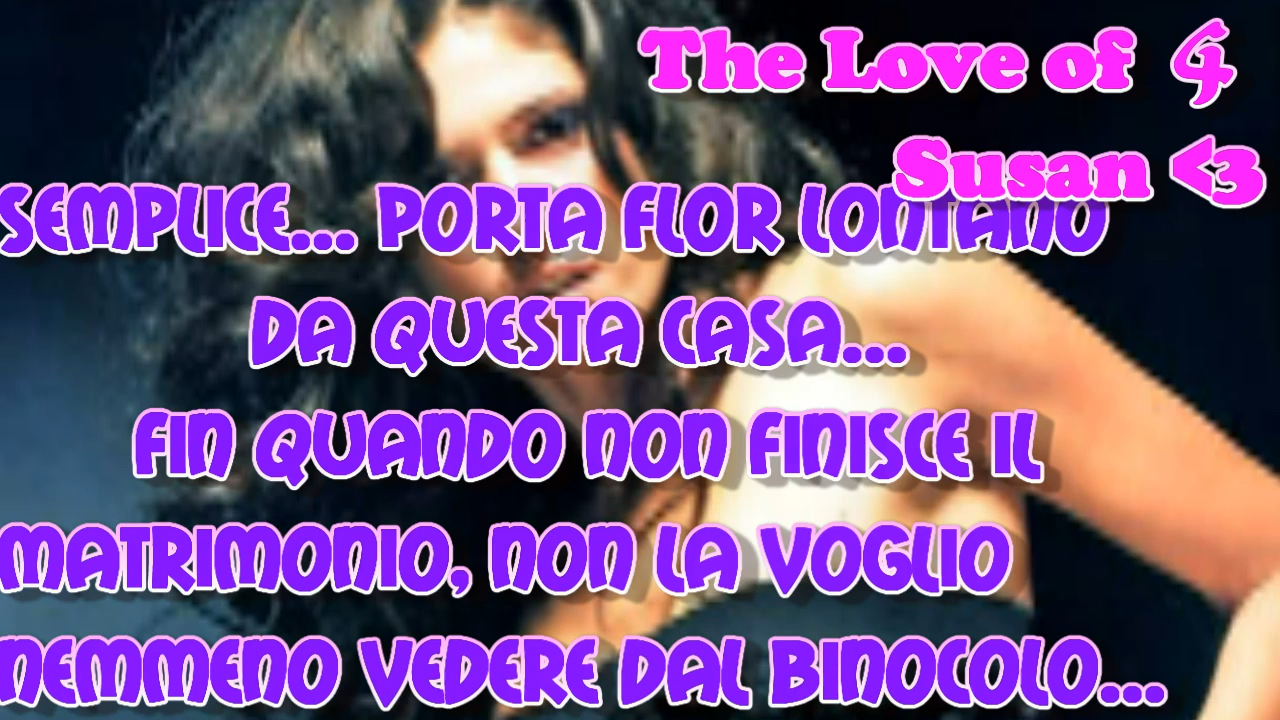 The Love of G
Susan <3
SEMPLICE... PORTA FLOR LONTANO
DA QUESTA CASA...
FIN QUANDO NON FINISCE IL
MATRIMONIO, NON LA VOGLIO
NEMMENO VEDERE DAL BINOCOLO...